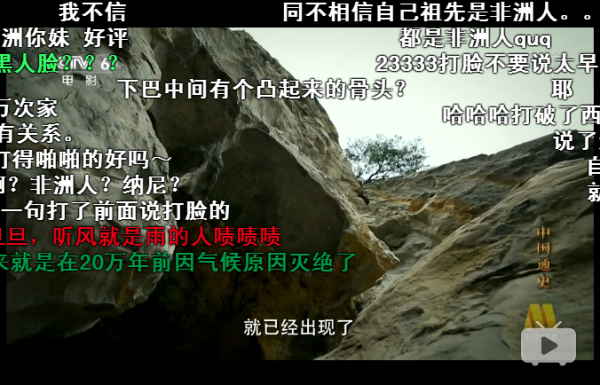 我不信
同不相信自己祖先是非洲人。。
洲你妹 好评
都是非洲人quq
黑人脸？？？
6
电影
23333打脸不要说太早
下巴中间有个凸起来的骨头？
耶
万次家
哈哈哈打破了西
有关系。
说了
打得啪啪的好吗～
自
啊？非洲人？纳尼？
就
一句打了前面说打脸的
旦旦，听风就是雨的人啧啧啧
中国通史
来就是在20万年前因气候原因灭绝了
就已经出现了